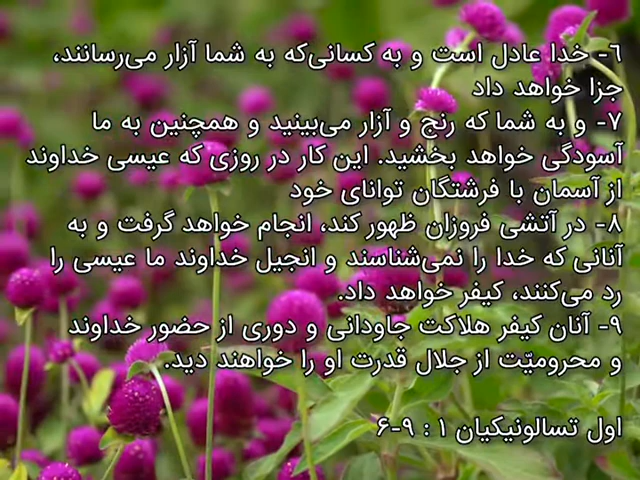 ٦- خدا عادل است و به کسانی‌که به شما آزار می‌رسانند،
جزا خواهد داد
٧- و به شما که رنج و آزار می‌بینید و همچنین به ما
آسودگی خواهد بخشید. این کار در روزی که عیسی خداوند
از آسمان با فرشتگان توانای خود
٨- در آتشی فروزان ظهور کند، انجام خواهد گرفت و به
آنانی که خدا را نمی‌شناسند و انجیل خداوند ما عیسی را
رد می‌کنند، کیفر خواهد داد.
٩- آنان کیفر هلاکت جاودانی و دوری از حضور خداوند
و محرومیّت از جلال قدرت او را خواهند دید.
اول تسالونیکیان ۱ : ۹-۶